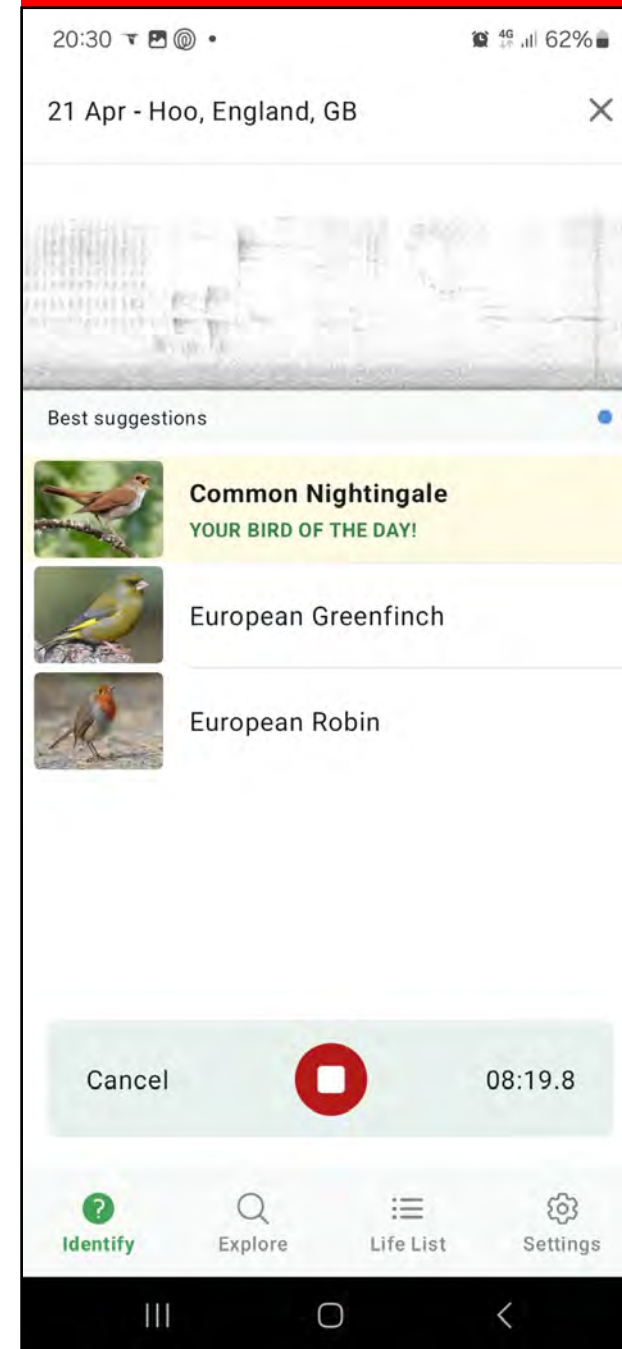 20:30
4G
62%
21 Apr - Hoo, England, GB
Best suggestions
Common Nightingale
YOUR BIRD OF THE DAY!
European Greenfinch
European Robin
Cancel
08:19.8
?
Identify
Explore
Life List
Settings